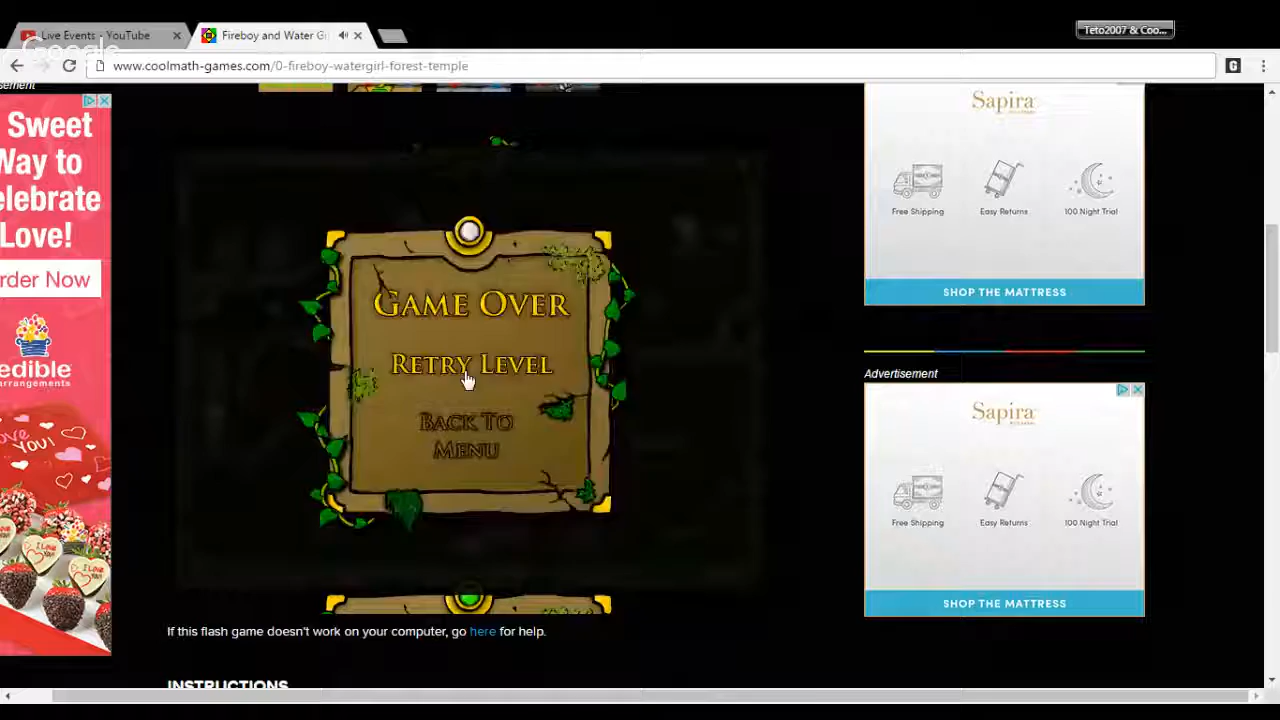 Live Events - YouTube
Fireboy and Water Gi
Teto2007 & Coo...
Google
www.coolmath-games.com/0-fireboy-watergirl-forest-temple
Sweet
Way to
elebrate
Love!
rder Now
edible
arrangements
GAME OVER
RETRY LEVEL
BACK TO
MENU
If this flash game doesn't work on your computer, go here for help.
INSTRUCTIONS
Sapira
Free Shipping
Easy Returns
100 Night Trial
SHOP THE MATTRESS
Advertisement
Sapira
Free Shipping
Easy Returns
100 Night Trial
SHOP THE MATTRESS